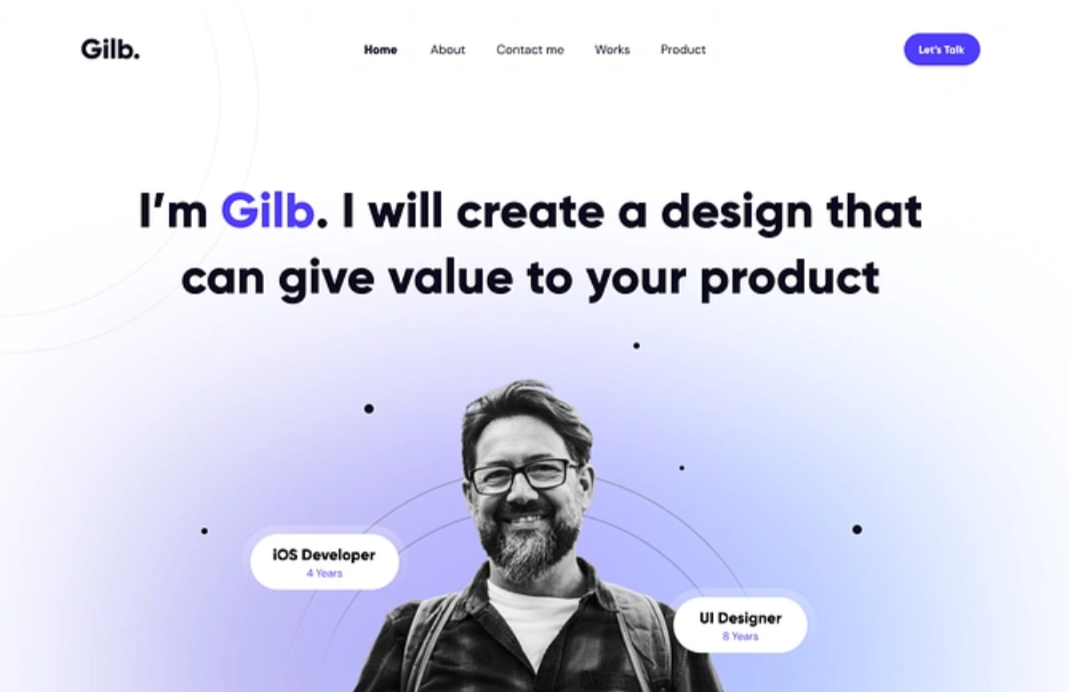 Gilb.
Home
About
Contact me
Works
Product
Let's Talk
I'm Gilb. I will create a design that
can give value to your product
iOS Developer
4 Years
UI Designer
8 Years